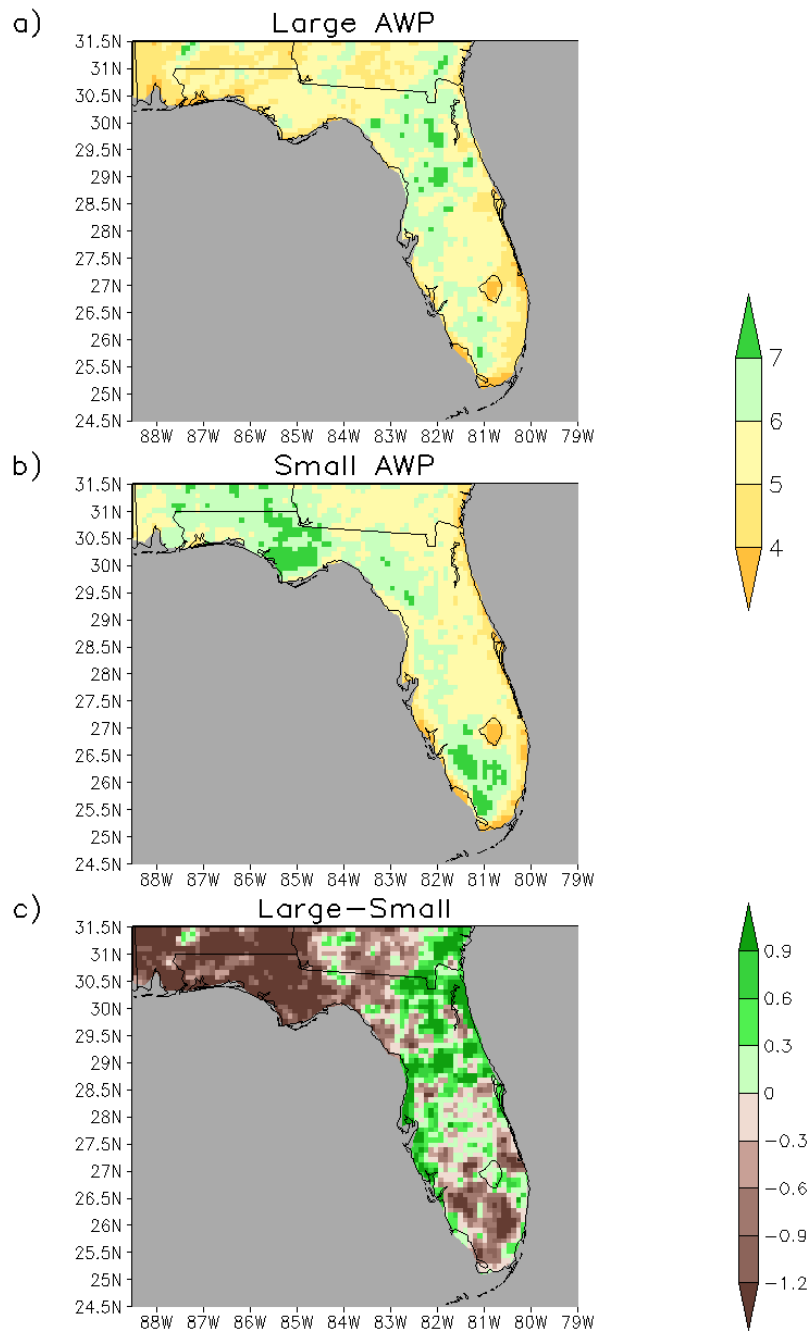 a)
Large AWP
31.5N
31N
30.5N
30N
29.5N
29N
28.5N
28N
27.5N
27N
26.5N
26N
25.5N
25N
24.5N
88W 87W 86W 85W 84W 83W 82W 81W 80W 79W
b)
Small AWP
31.5N
31N
30.5N
30N
29.5N
29N
28.5N
28N
27.5N
27N
26.5N
26N
25.5N
25N
24.5N
88W 87W 86W 85W 84W 83W 82W 81W 80W 79W
7
6
5
4
c)
Large−Small
31.5N
31N
30.5N
30N
29.5N
29N
28.5N
28N
27.5N
27N
26.5N
26N
25.5N
25N
24.5N
88W 87W 86W 85W 84W 83W 82W 81W 80W 79W
0.9
0.6
0.3
0
−0.3
−0.6
−0.9
−1.2